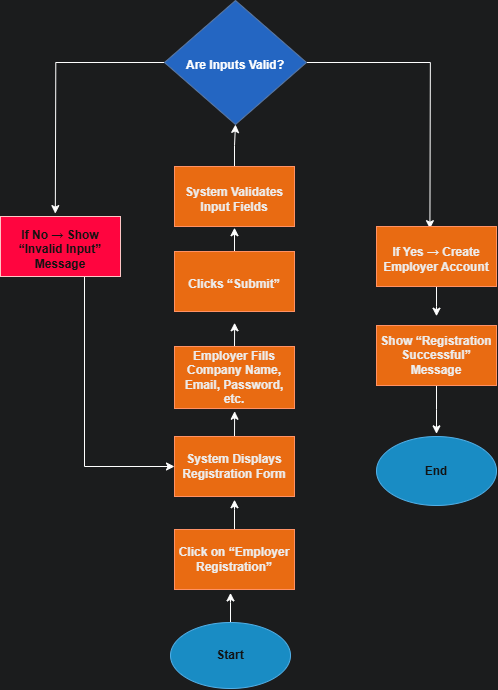 Are Inputs Valid?
System Validates
Input Fields
If No → Show
“Invalid Input”
Message
If Yes → Create
Employer Account
Clicks “Submit”
Show “Registration
Successful”
Message
Employer Fills
Company Name,
Email, Password,
etc.
System Displays
Registration Form
End
Click on “Employer
Registration”
Start